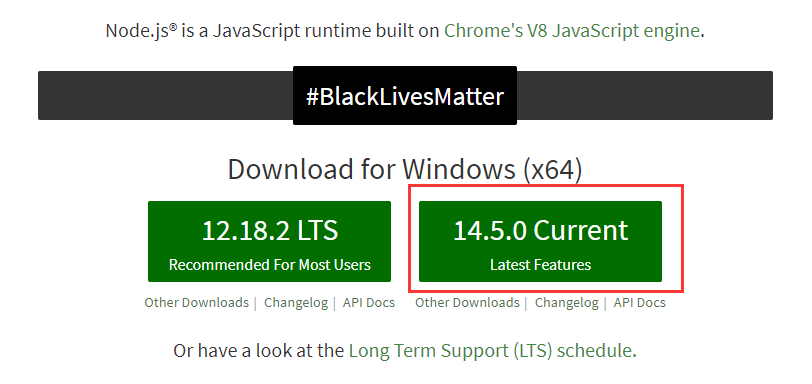 Node.js® is a JavaScript runtime built on Chrome's V8 JavaScript engine.
#BlackLivesMatter
Download for Windows (x64)
12.18.2 LTS
Recommended For Most Users
14.5.0 Current
Latest Features
Other Downloads | Changelog | API Docs
Other Downloads | Changelog | API Docs
Or have a look at the Long Term Support (LTS) schedule.